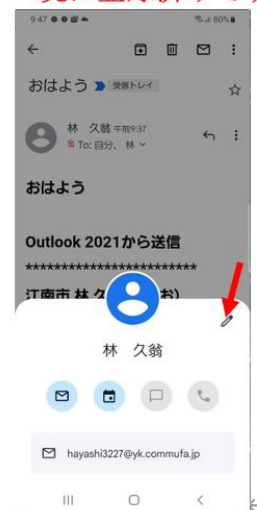 9:47
80%
おはよう 受信トレイ
林 久翁 午前9:37
To: 自分、 林
おはよう
Outlook 2021から送信
************************
江南市 林
林 久翁
hayashi3227@yk.commufa.jp